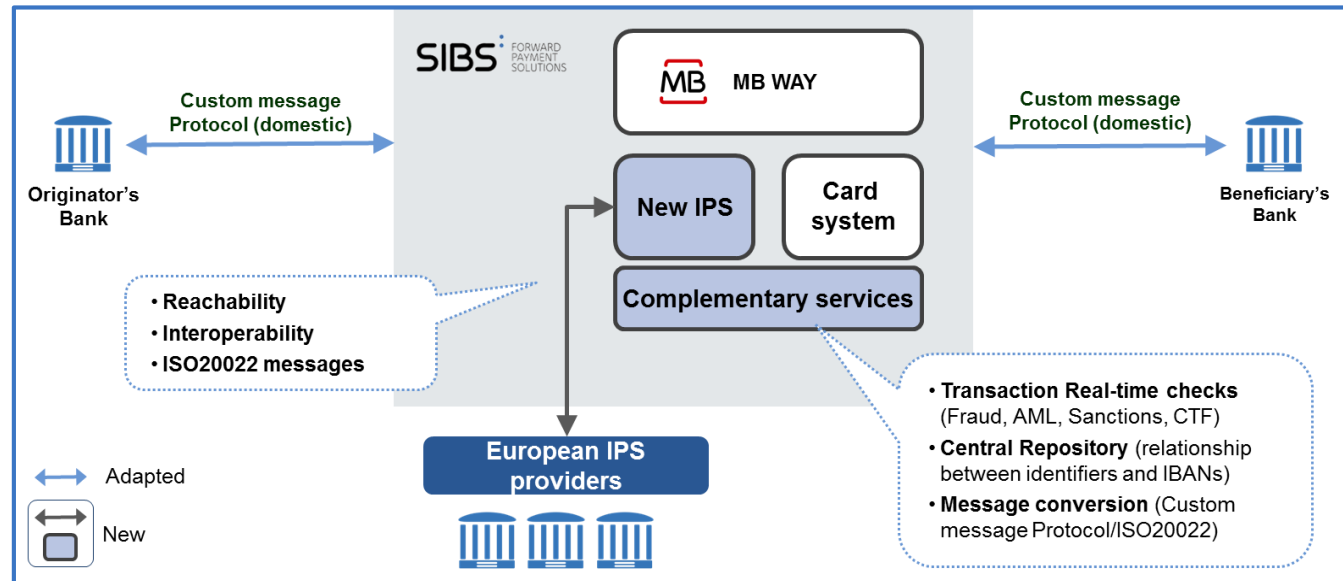 SIBS FORWARD
PAYMENT
SOLUTIONS
MB
MB WAY
Custom message
Protocol (domestic)
Custom message
Protocol (domestic)
Originator's
Bank
New IPS
Card
system
Beneficiary's
Bank
Complementary services
• Reachability
• Interoperability
• ISO20022 messages
• Transaction Real-time checks
(Fraud, AML, Sanctions, CTF)
• Central Repository (relationship
between identifiers and IBANs)
• Message conversion (Custom
message Protocol/ISO20022)
European IPS
providers
Adapted
New